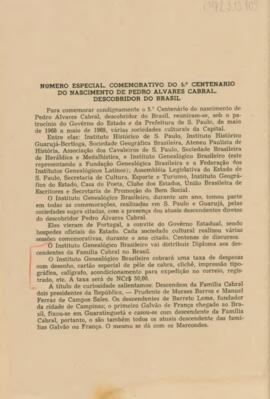 NÚMERO ESPECIAL, COMEMORATIVO DO 5.º CENTENÁRIO
DO NASCIMENTO DE PEDRO ALVARES CABRAL,
DESCOBRIDOR DO BRASIL
Para comemorar condignamente o 5.º Centenário do nascimento de
Pedro Alvares Cabral, descobridor do Brasil, reuniram-se, sob o pa-
trocínio do Govêrno do Estado e da Prefeitura de S. Paulo, de maio
de 1968 a maio de 1969, várias sociedades culturais da Capital.
Entre elas: Instituto Histórico de S. Paulo, Instituto Histórico
Guarujá-Bertioga, Sociedade Geográfica Brasileira, Ateneu Paulista de
História, Associação dos Cavaleiros de S. Paulo, Sociedade Brasileira
de Heráldica e Medalhística, e Instituto Genealógico Brasileiro (este
representando a Fundação Genealógica Brasileira e a Federação dos
Institutos Genealógicos Latinos); Assembléia Legislativa do Estado de
S. Paulo, Secretaria de Cultura, Esporte e Turismo, Instituto Geográfi-
co do Estado, Casa do Poeta, Clube dos Estados, União Brasileira de
Escritores e Secretaria de Promoção do Bem Social.
O Instituto Genealógico Brasileiro, durante um ano, tomou parte
em todas as comemorações, realizadas em S. Paulo e Guarujá, pelas
sociedades supra citadas, com a presença dos atuais descendentes diretos
do descobridor Pedro Alvares Cabral.
Eles vieram de Portugal, a convite do Govêrno Estadual, sendo
hospedes oficiais do Estado. Cada sociedade cultural realizou várias
sessões comemorativas, durante o ano citado. Centenas de discursos.
O Instituto Genealógico Brasileiro vai distribuir Diploma aos des-
cendentes da Família Cabral no Brasil.
O Instituto Genealógico Brasileiro cobrará uma taxa de despesas
com desenho, cartão especial de pele de cabra, clichê, impressão tipo-
gráfica, calígrafo, acondicionamento para expedição no correio, regis-
trado, etc. A taxa será de NCr$ 50,00.
A título de curiosidade salientamos: Descendem da Família Cabral
dois presidentes da República, — Prudente de Moraes Barros e Manuel
Ferraz de Campos Sales. Os descendentes de Barreto Leme, fundador
da cidade de Campinas; o primeiro Galvão de França chegado ao Brasil,
fixou-se em Guaratinguetá e casou-se com descendente da Família
Cabral, portanto, o são também todos os atuais descendentes das famí-
lias Galvão ou França. O mesmo se dá com os Marcondes.